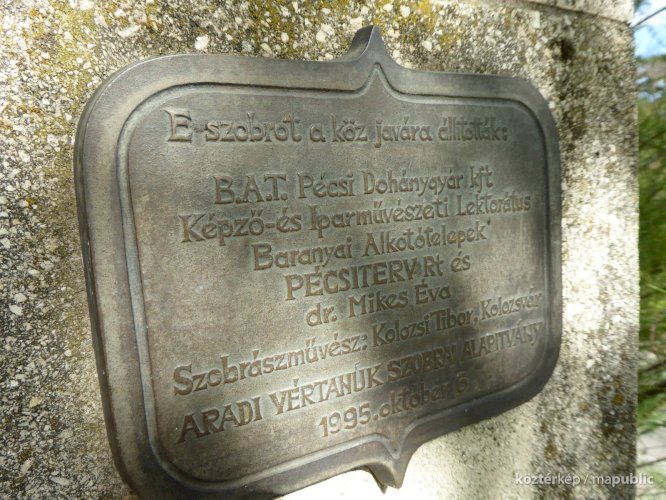 E-szobrot a köz javára állították:
B.A.T. Pécsi Dohánygyár kft
Képző-és Iparművészeti Lektorátus
Baranyai Alkotótelepek
PÉCSITERV Rt és
dr. Mikes Éva
Szobrászművész: Kolozsi Tibor, Kolozsvár
ARADI VÉRTANÚK SZOBRAI ALAPÍTVÁNY
1995.október 6.
köztérkép / mapublic